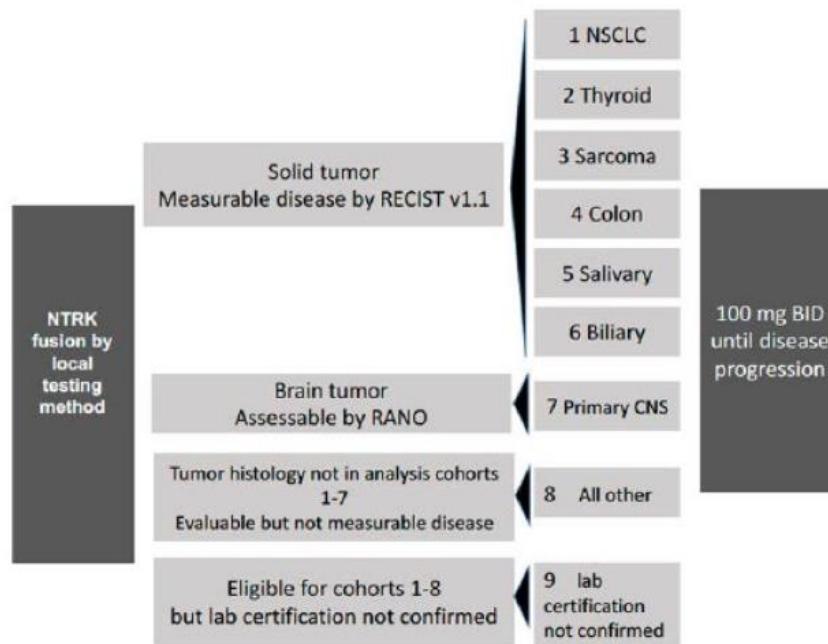 NTRK
fusion by
local
testing
method
Solid tumor
Measurable disease by RECIST v1.1
Brain tumor
Assessable by RANO
Tumor histology not in analysis cohorts
1-7
Evaluable but not measurable disease
Eligible for cohorts 1-8
but lab certification not confirmed
1 NSCLC
2 Thyroid
3 Sarcoma
4 Colon
5 Salivary
6 Biliary
7 Primary CNS
8 All other
9 lab
certification
not confirmed
100 mg BID
until disease
progression